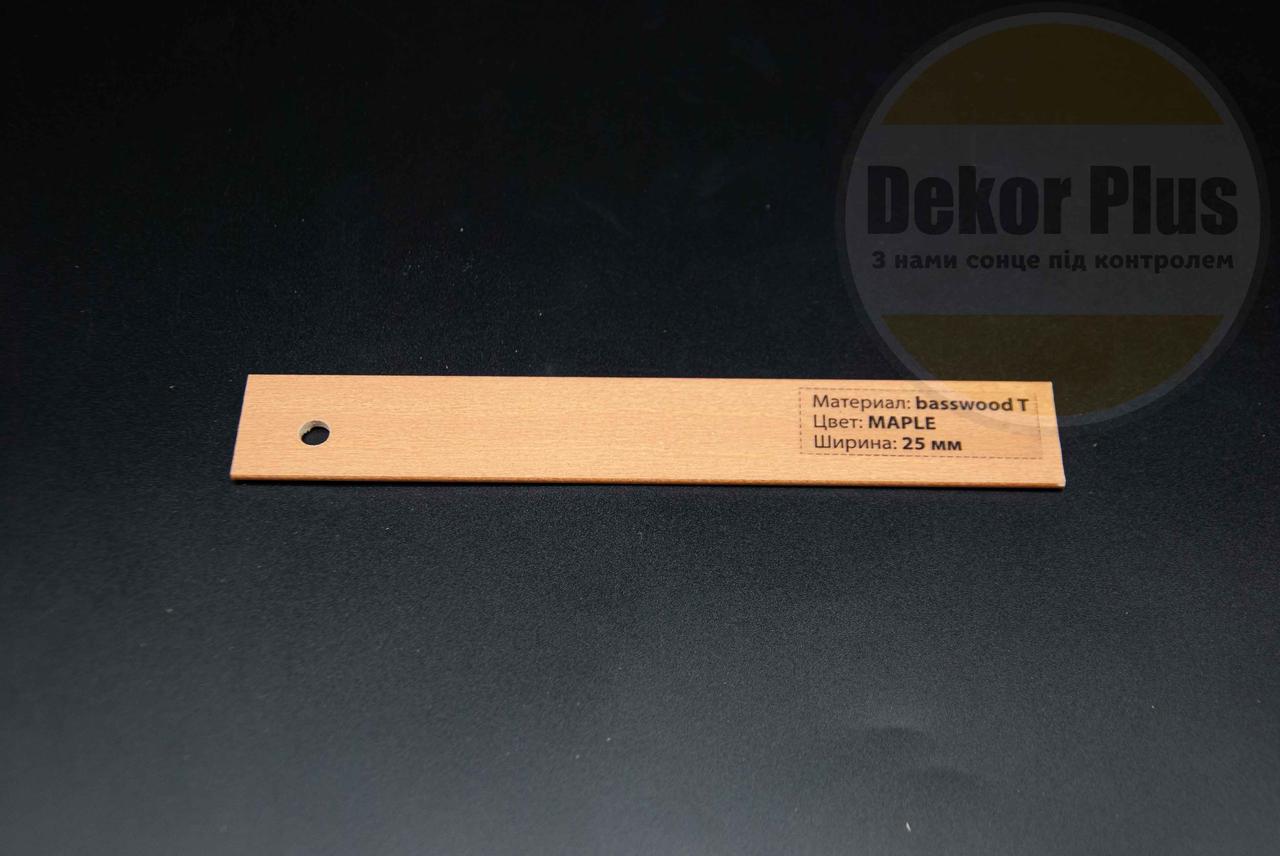 Dekor Plus
З нами сонце під контролем
Материал: basswood T
Цвет: MAPLE
Ширина: 25 мм